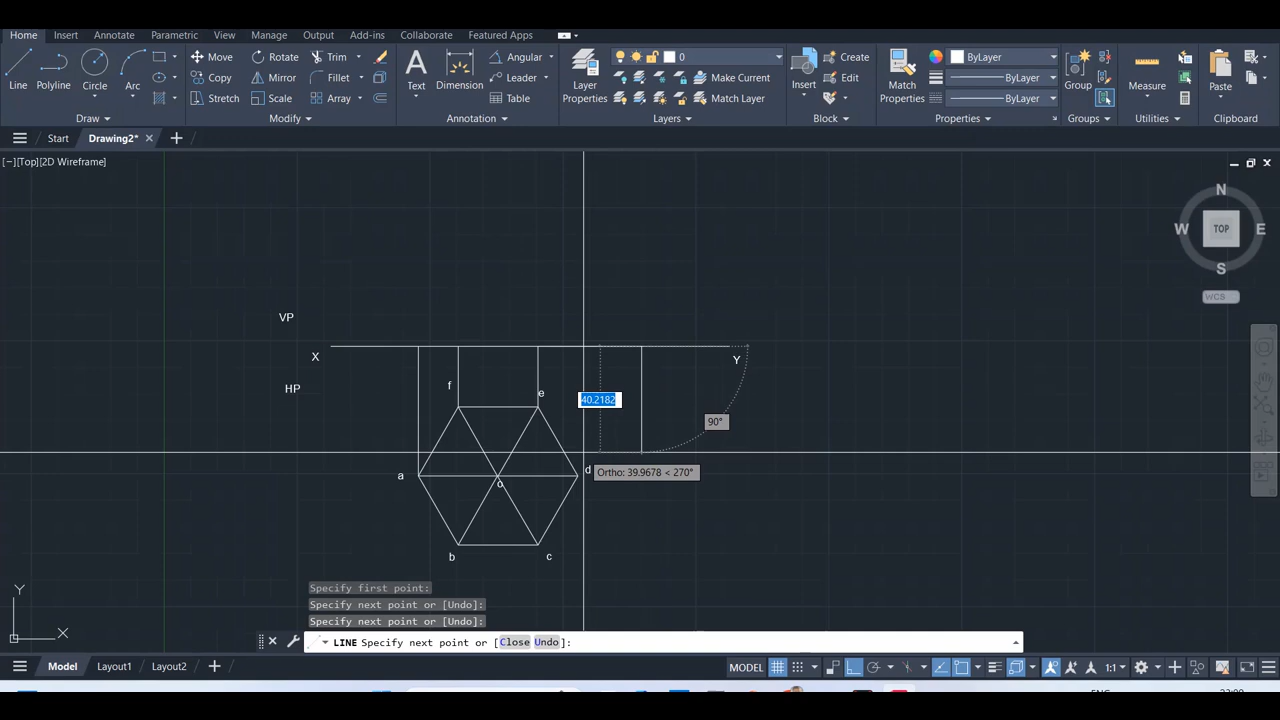 Home Insert Annotate Parametric View Manage Output Add-ins Collaborate Featured Apps
Line Polyline Circle Arc
Move Rotate Trim
Copy Mirror Fillet
Stretch Scale Array
Text Dimension
Angular
Leader
Table
Layer Properties
0
Make Current
Match Layer
Insert
Create
Edit
Match Properties
ByLayer
ByLayer
ByLayer
Group
Measure
Paste
Draw Modify Annotation Layers Block Properties Groups Utilities Clipboard
Start Drawing2*
[−][Top][2D Wireframe]
N
W TOP E
S
WCS
VP
X
Y
HP
f
e
40.2182
90°
Ortho: 39.9678 < 270°
a
o
d
b
c
Specify first point:
Specify next point or [Undo]:
Specify next point or [Undo]:
LINE Specify next point or [Close Undo]:
Y
X
Model Layout1 Layout2
MODEL
1:1